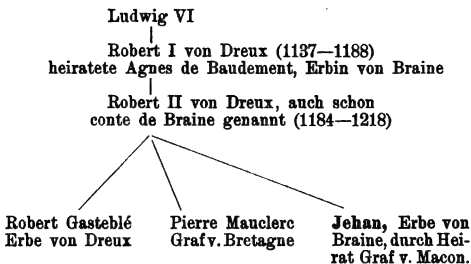 Ludwig VI
Robert I von Dreux (1137—1188)
heiratete Agnes de Baudement, Erbin von Braine
Robert II von Dreux, auch schon
conte de Braine genannt (1184—1218)
Robert Gasteblé
Erbe von Dreux
Pierre Mauclerc
Graf v. Bretagne
Jehan, Erbe von
Braine, durch Hei-
rat Graf v. Macon.